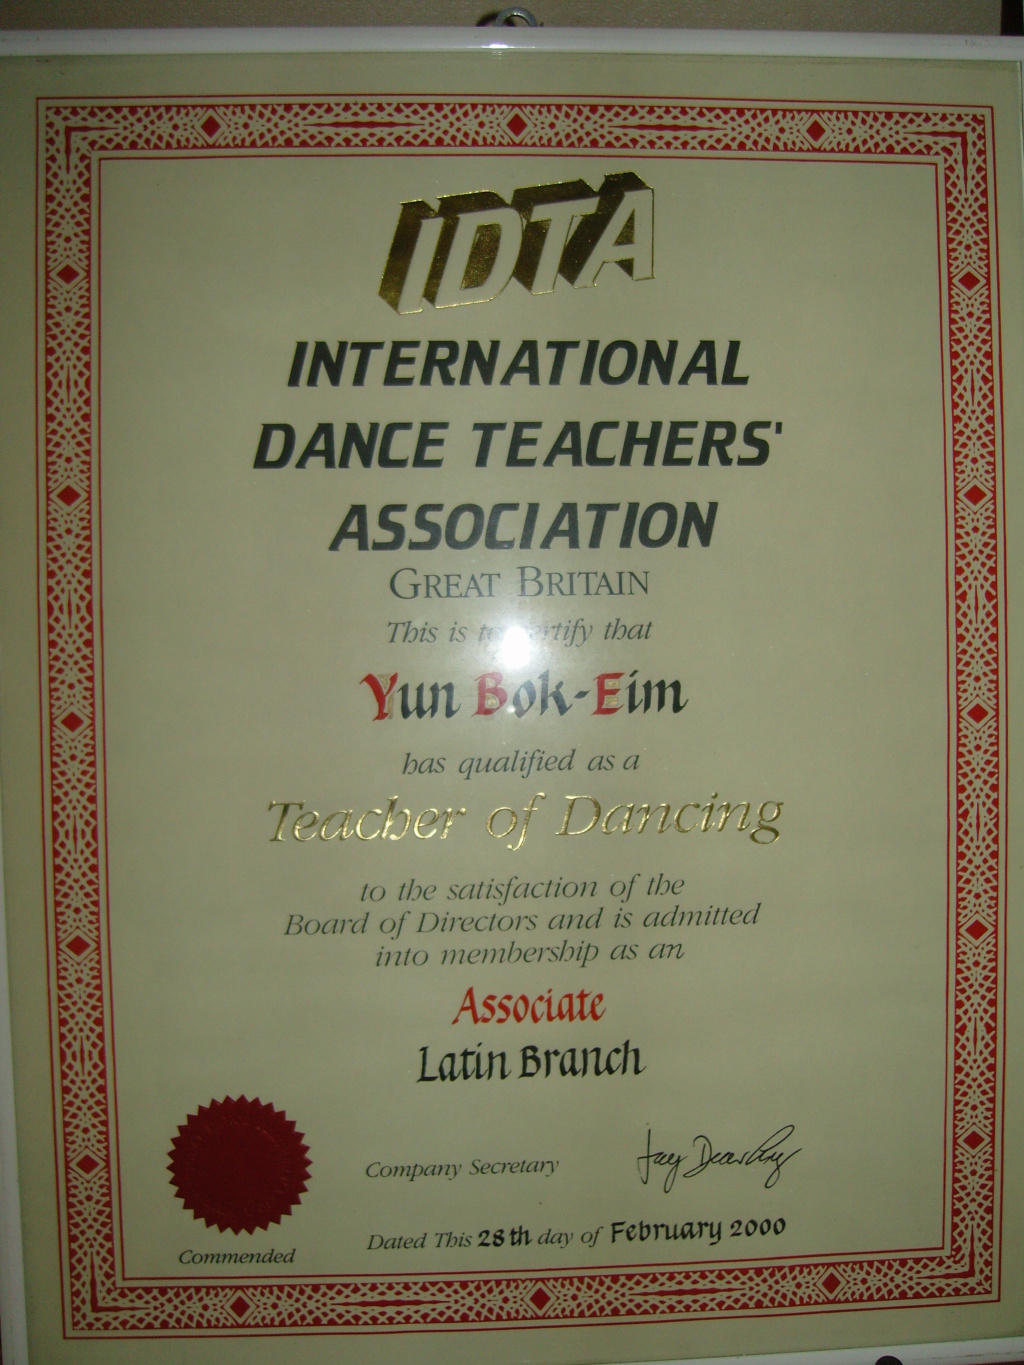 IDTA
INTERNATIONAL
DANCE TEACHERS'
ASSOCIATION
GREAT BRITAIN
This is to certify that
Yun Bok-Eim
has qualified as a
Teacher of Dancing
to the satisfaction of the
Board of Directors and is admitted
into membership as an
Associate
Latin Branch
Company Secretary
Commended
Dated This 28th day of February 2000